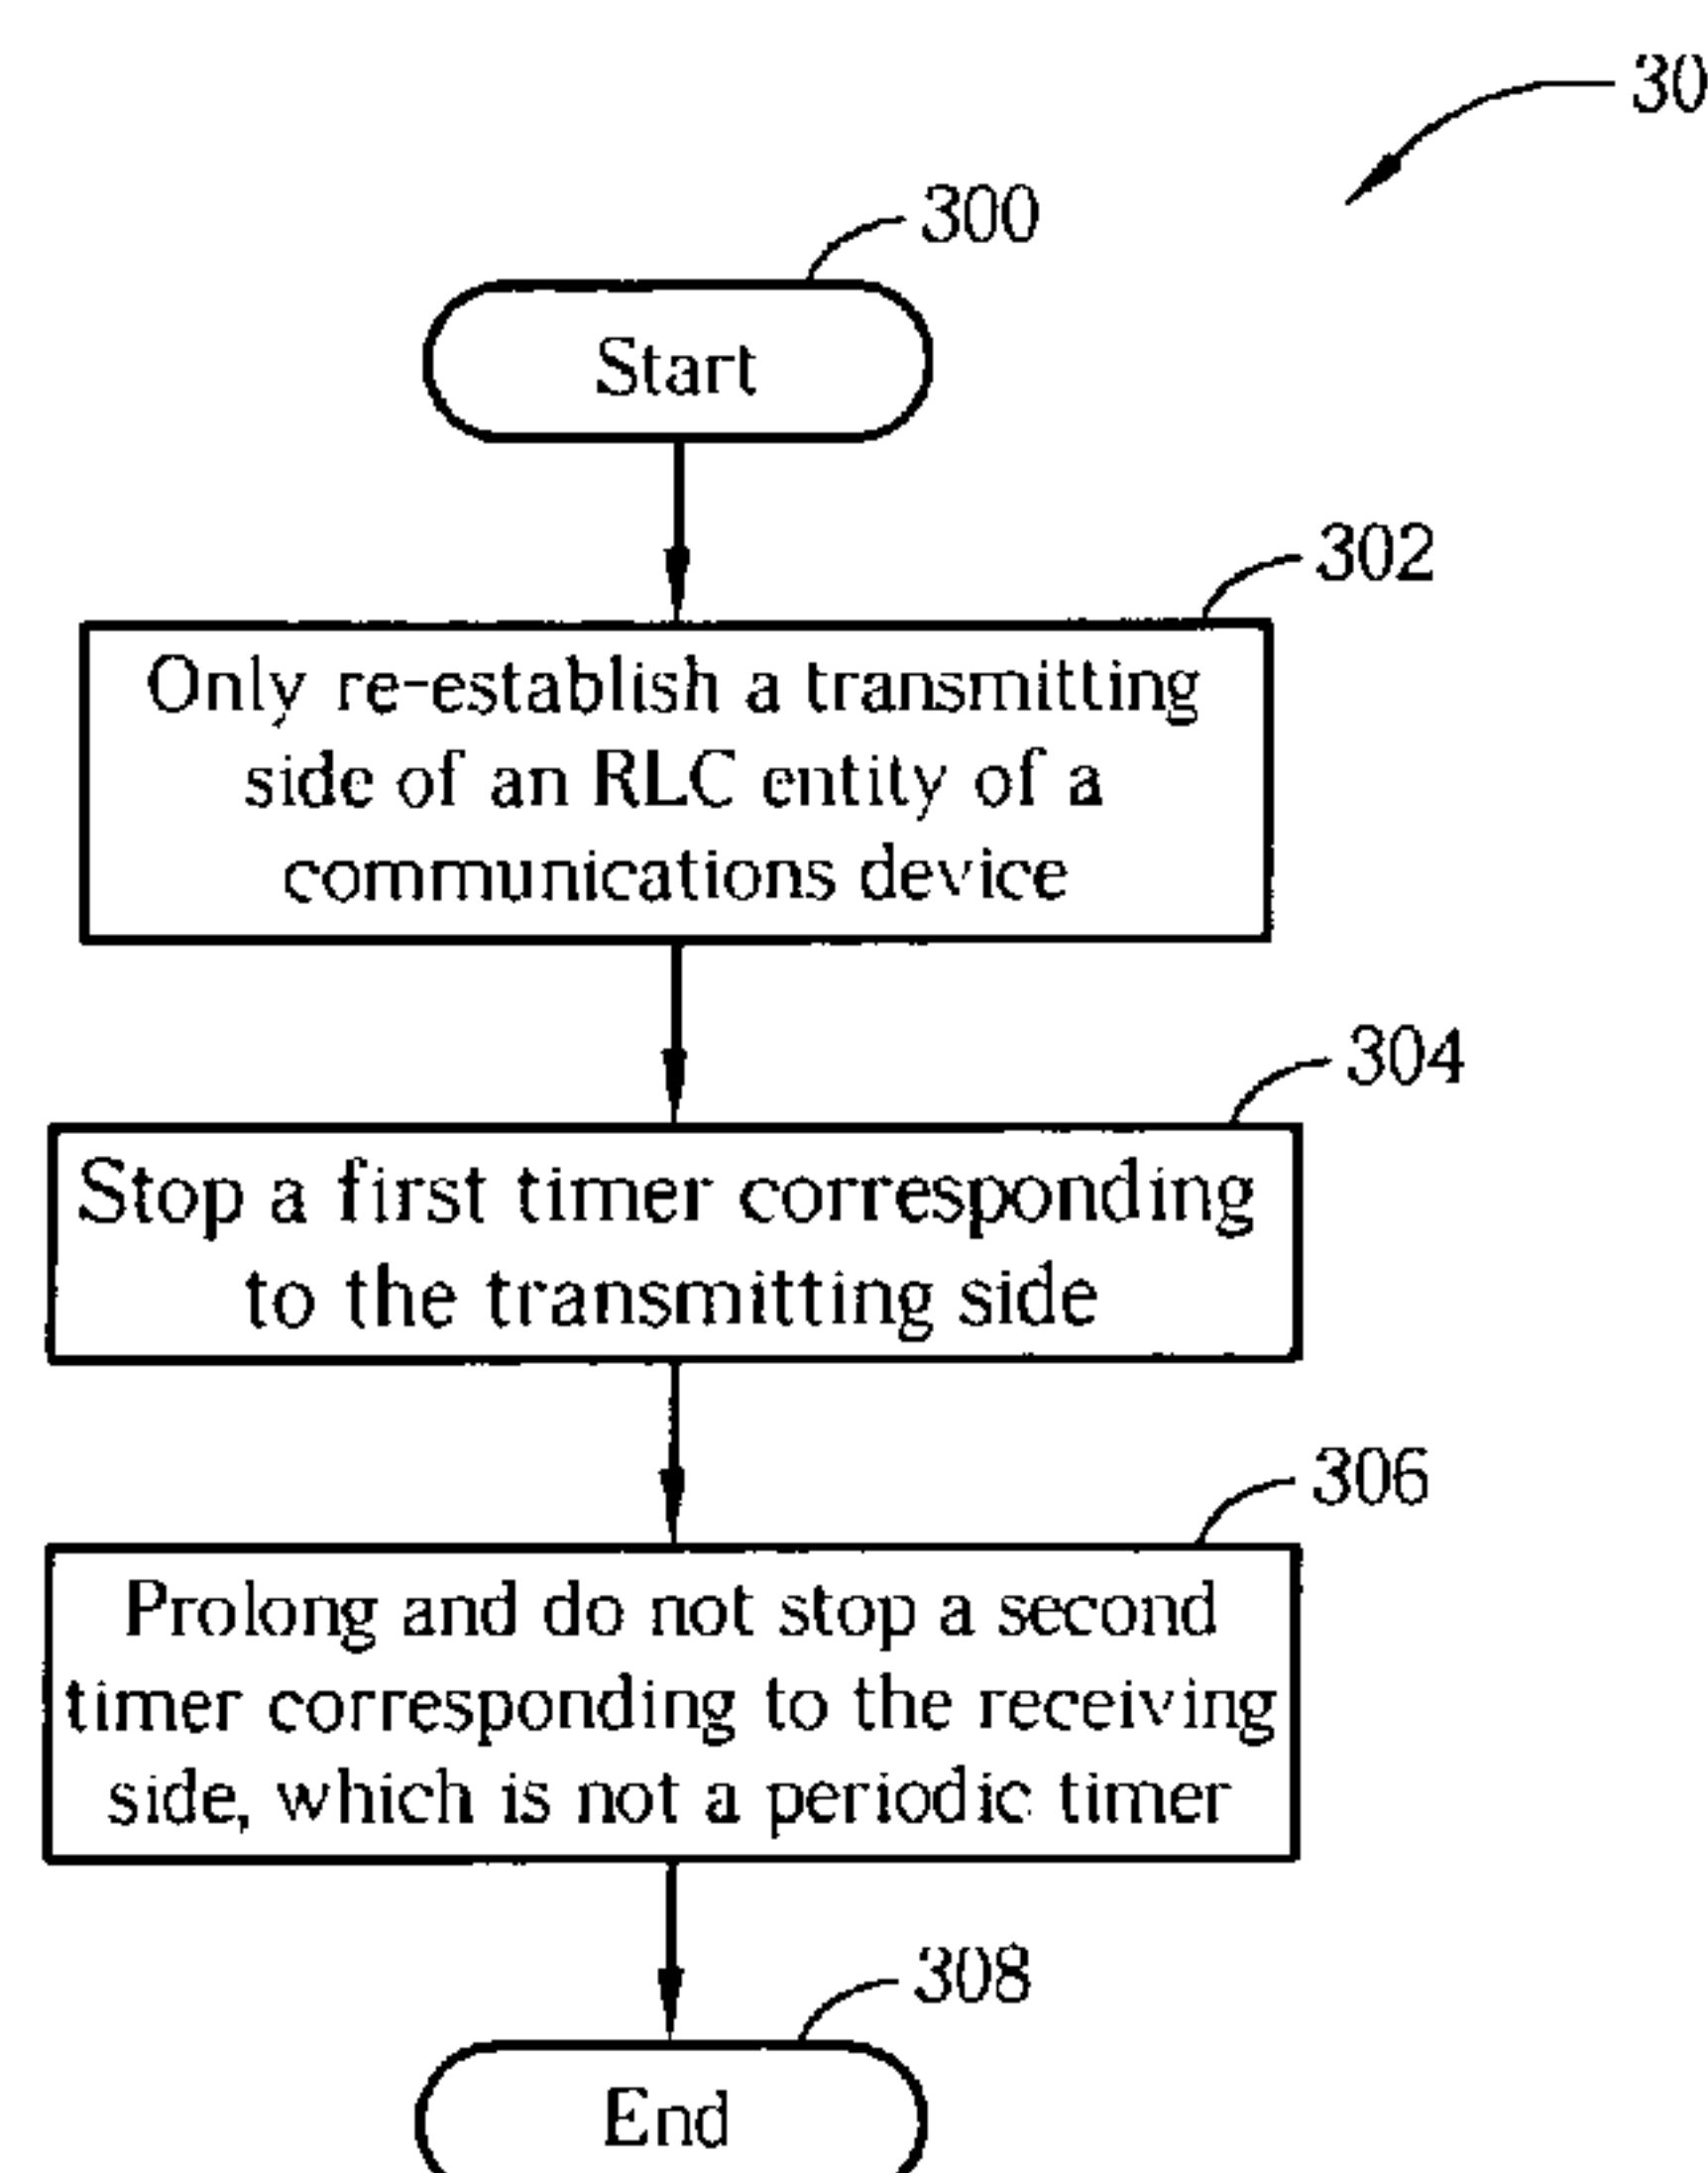 30
300
Start
302
Only re-establish a transmitting
side of an RLC entity of a
communications device
304
Stop a first timer corresponding
to the transmitting side
306
Prolong and do not stop a second
timer corresponding to the receiving
side, which is not a periodic timer
308
End